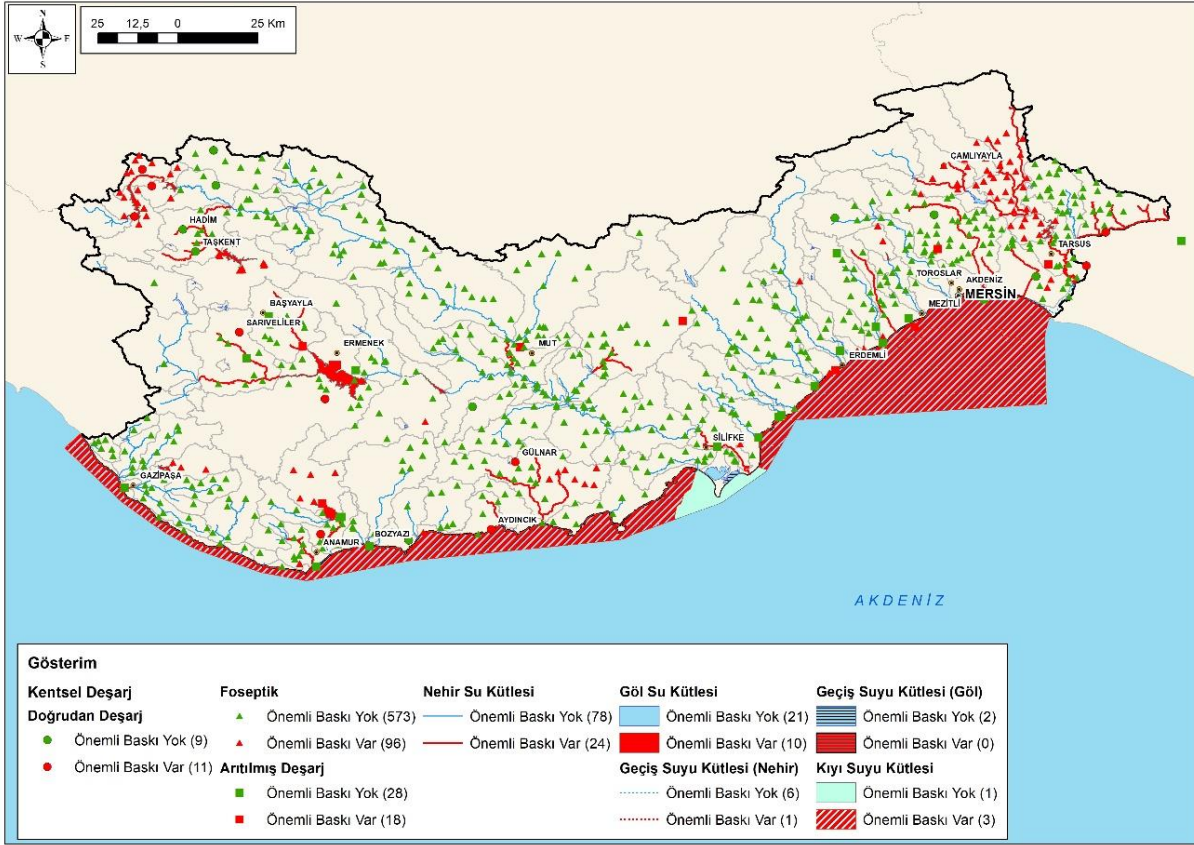 N
W
E
S
25 12,5 0 25 Km
ÇAMLIYAYLA
HADİM
TAŞKENT
TARSUS
TOROSLAR
AKDENİZ
MERSİN
MEZİTLİ
BAŞYAYLA
SARIVELİLER
ERMENEK
MUT
ERDEMLİ
SİLİFKE
GÜLNAR
GAZİPAŞA
AYDINCIK
BOZYAZI
ANAMUR
AKDENİZ
Gösterim
Kentsel Deşarj
Doğrudan Deşarj
Önemli Baskı Yok (9)
Önemli Baskı Var (11)
Foseptik
Önemli Baskı Yok (573)
Önemli Baskı Var (96)
Arıtılmış Deşarj
Önemli Baskı Yok (28)
Önemli Baskı Var (18)
Nehir Su Kütlesi
Önemli Baskı Yok (78)
Önemli Baskı Var (24)
Göl Su Kütlesi
Önemli Baskı Yok (21)
Önemli Baskı Var (10)
Geçiş Suyu Kütlesi (Nehir)
Önemli Baskı Yok (6)
Önemli Baskı Var (1)
Geçiş Suyu Kütlesi (Göl)
Önemli Baskı Yok (2)
Önemli Baskı Var (0)
Kıyı Suyu Kütlesi
Önemli Baskı Yok (1)
Önemli Baskı Var (3)